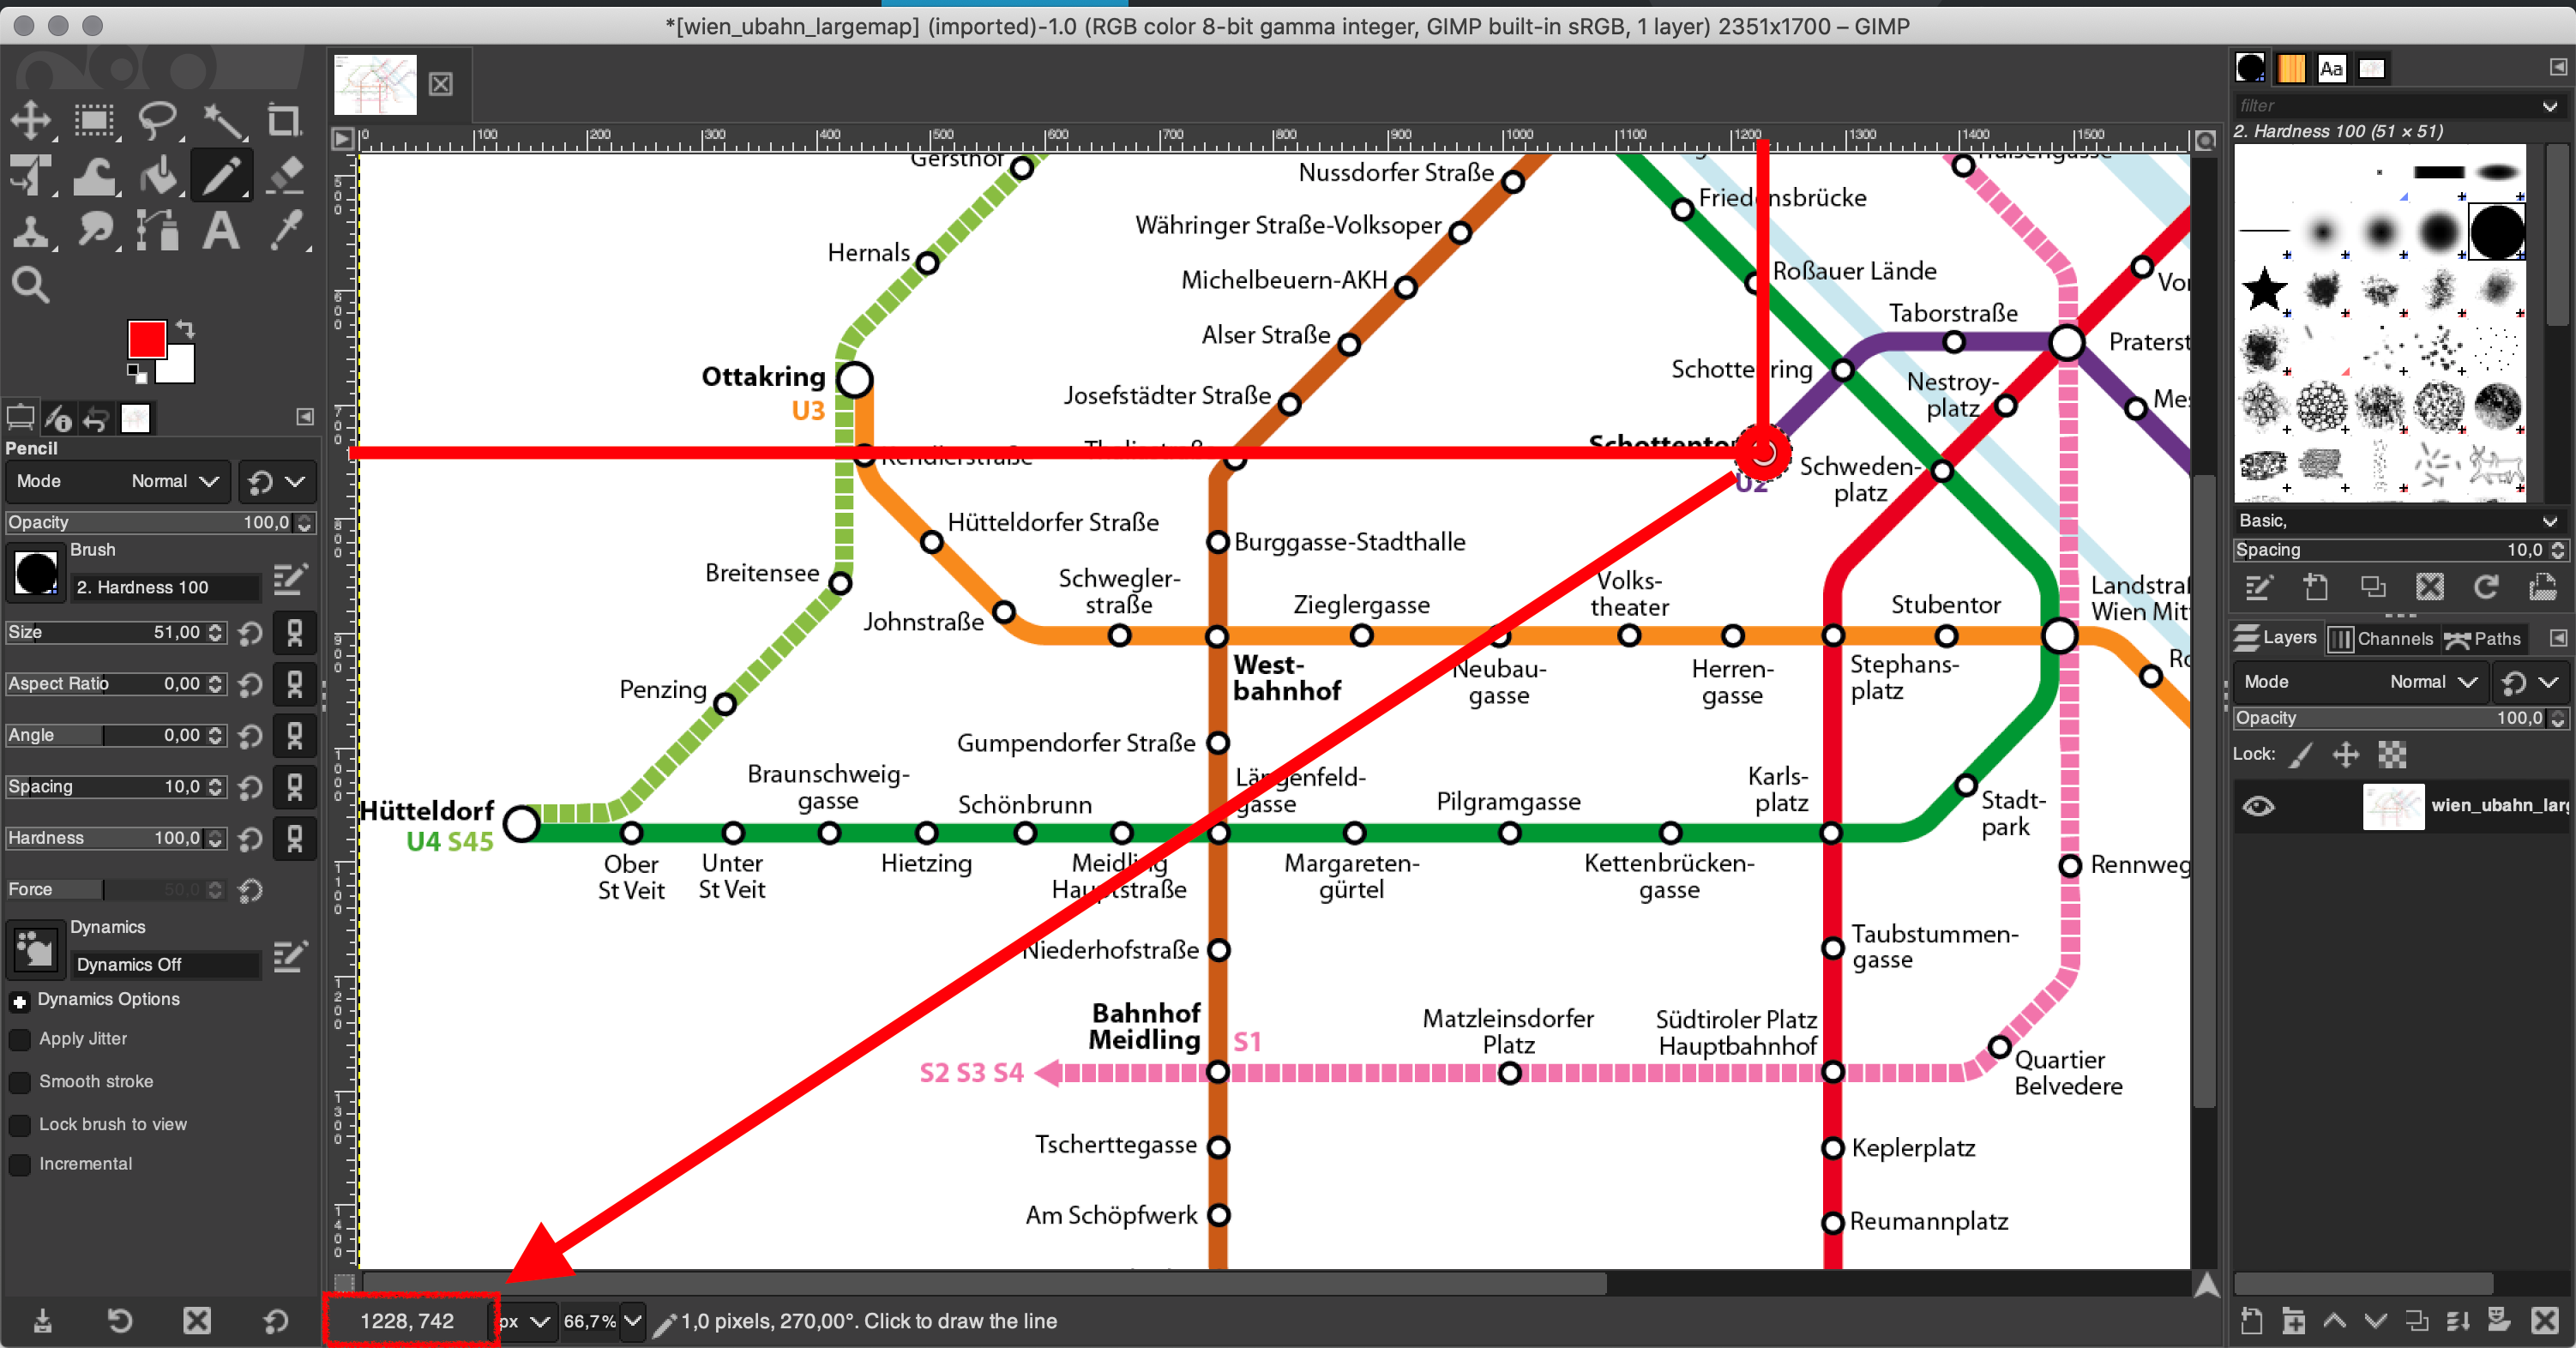 *[wien_ubahn_largemap] (imported)-1.0 (RGB color 8-bit gamma integer, GIMP built-in sRGB, 1 layer) 2351x1700 – GIMP
0 100 200 300 400 500 600 700 800 900 1000 1100 1200 1300 1400 1500
filter
2. Hardness 100 (51 × 51)
Gersthof
Nussdorfer Straße
Friedensbrücke
Währinger Straße-Volksoper
Hernals
Michelbeuern-AKH
Roßauer Lände
Vor
Taborstraße
Alser Straße
Praterst
Ottakring
U3
Schottenring
Nestroy-
platz
Mes
Josefstädter Straße
Schottentor
U2
Schweden-
platz
Kendlerstraße
Hütteldorfer Straße
Burggasse-Stadthalle
Breitensee
Schwegler-
straße
Zieglergasse
Volks-
theater
Stubentor
Landstraß
Wien Mit
Johnstraße
West-
bahnhof
Neubau-
gasse
Herren-
gasse
Stephans-
platz
Ro
Penzing
Gumpendorfer Straße
Braunschweig-
gasse
Schönbrunn
Längenfeld-
gasse
Pilgramgasse
Karls-
platz
Stadt-
park
Hütteldorf
U4 S45
Ober
St Veit
Unter
St Veit
Hietzing
Meidling
Hauptstraße
Margareten-
gürtel
Kettenbrücken-
gasse
Rennweg
Niederhofstraße
Taubstummen-
gasse
Bahnhof
Meidling
S1
Matzleinsdorfer
Platz
Südtiroler Platz
Hauptbahnhof
S2 S3 S4
Quartier
Belvedere
Tscherttegasse
Keplerplatz
Am Schöpfwerk
Reumannplatz
Pencil
Mode Normal
Opacity 100,0
Brush
2. Hardness 100
Size 51,00
Aspect Ratio 0,00
Angle 0,00
Spacing 10,0
Hardness 100,0
Force 50,0
Dynamics
Dynamics Off
Dynamics Options
Apply Jitter
Smooth stroke
Lock brush to view
Incremental
1228, 742 px 66,7% 1,0 pixels, 270,00°. Click to draw the line
Aa
Basic,
Spacing 10,0
Layers Channels Paths
Mode Normal
Opacity 100,0
Lock:
wien_ubahn_larg